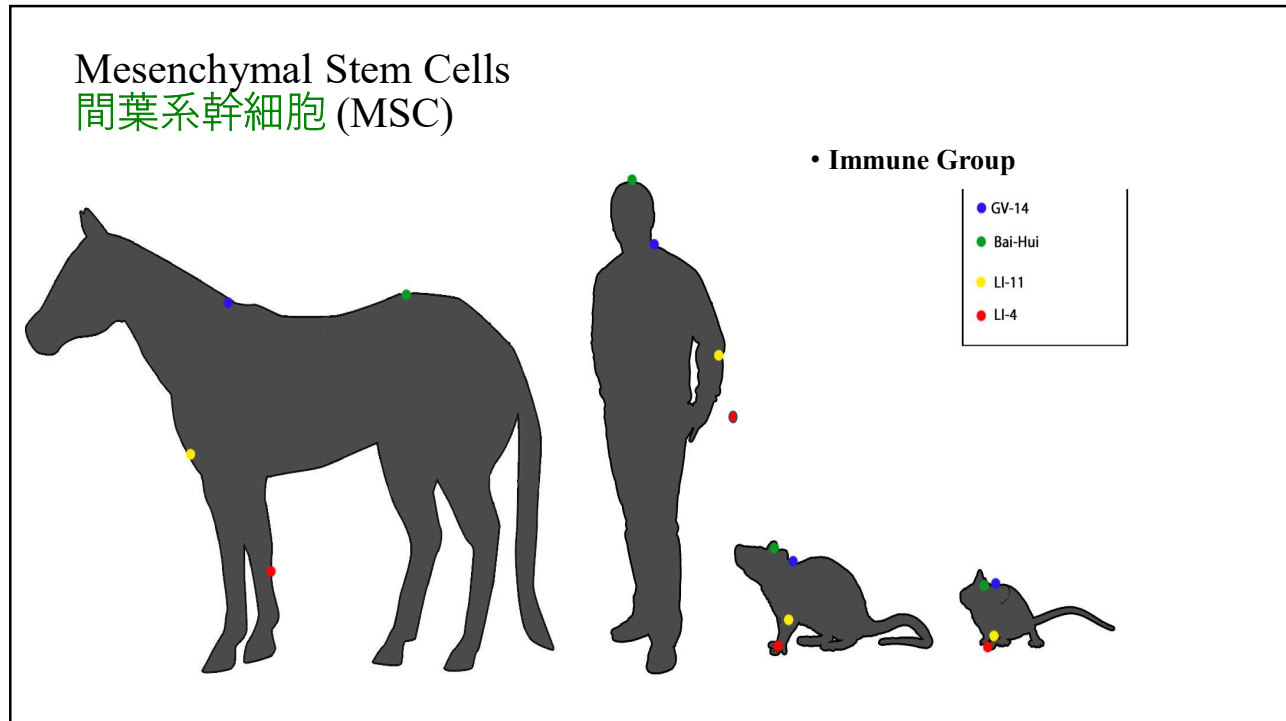 Mesenchymal Stem Cells
間葉系幹細胞 (MSC)
• Immune Group
GV-14
Bai-Hui
LI-11
LI-4